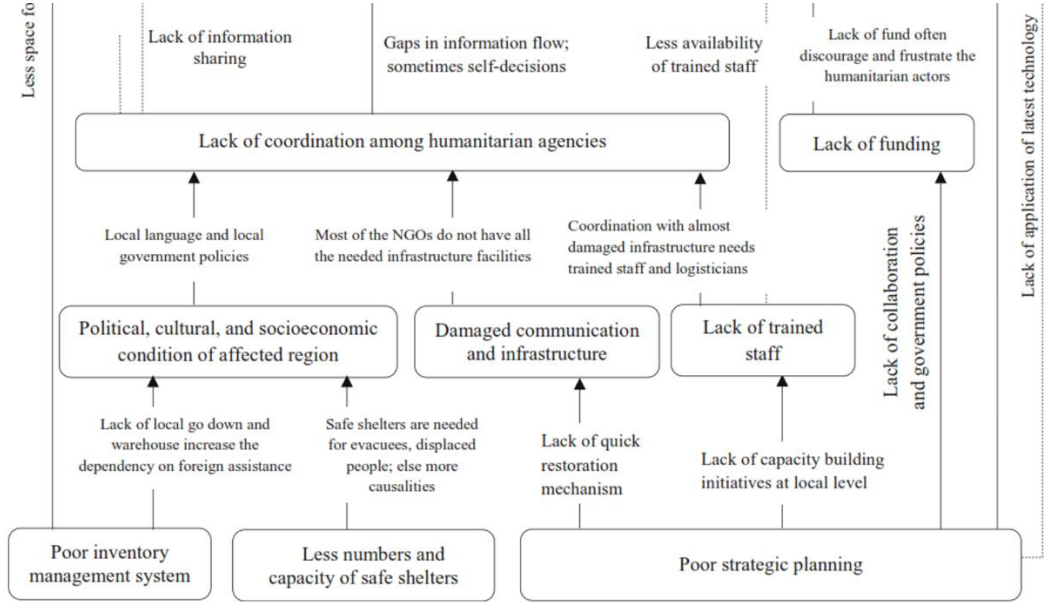 Less space fo
Lack of information
sharing
Gaps in information flow;
sometimes self-decisions
Less availability
of trained staff
Lack of fund often
discourage and frustrate the
humanitarian actors
Lack of application of latest technology
Lack of coordination among humanitarian agencies
Lack of funding
Local language and local
government policies
Most of the NGOs do not have all
the needed infrastructure facilities
Coordination with almost
damaged infrastructure needs
trained staff and logisticians
Lack of collaboration
and government policies
Political, cultural, and socioeconomic
condition of affected region
Damaged communication
and infrastructure
Lack of trained
staff
Lack of local go down and
warehouse increase the
dependency on foreign assistance
Safe shelters are needed
for evacuees, displaced
people; else more
causalities
Lack of quick
restoration
mechanism
Lack of capacity building
initiatives at local level
Poor inventory
management system
Less numbers and
capacity of safe shelters
Poor strategic planning